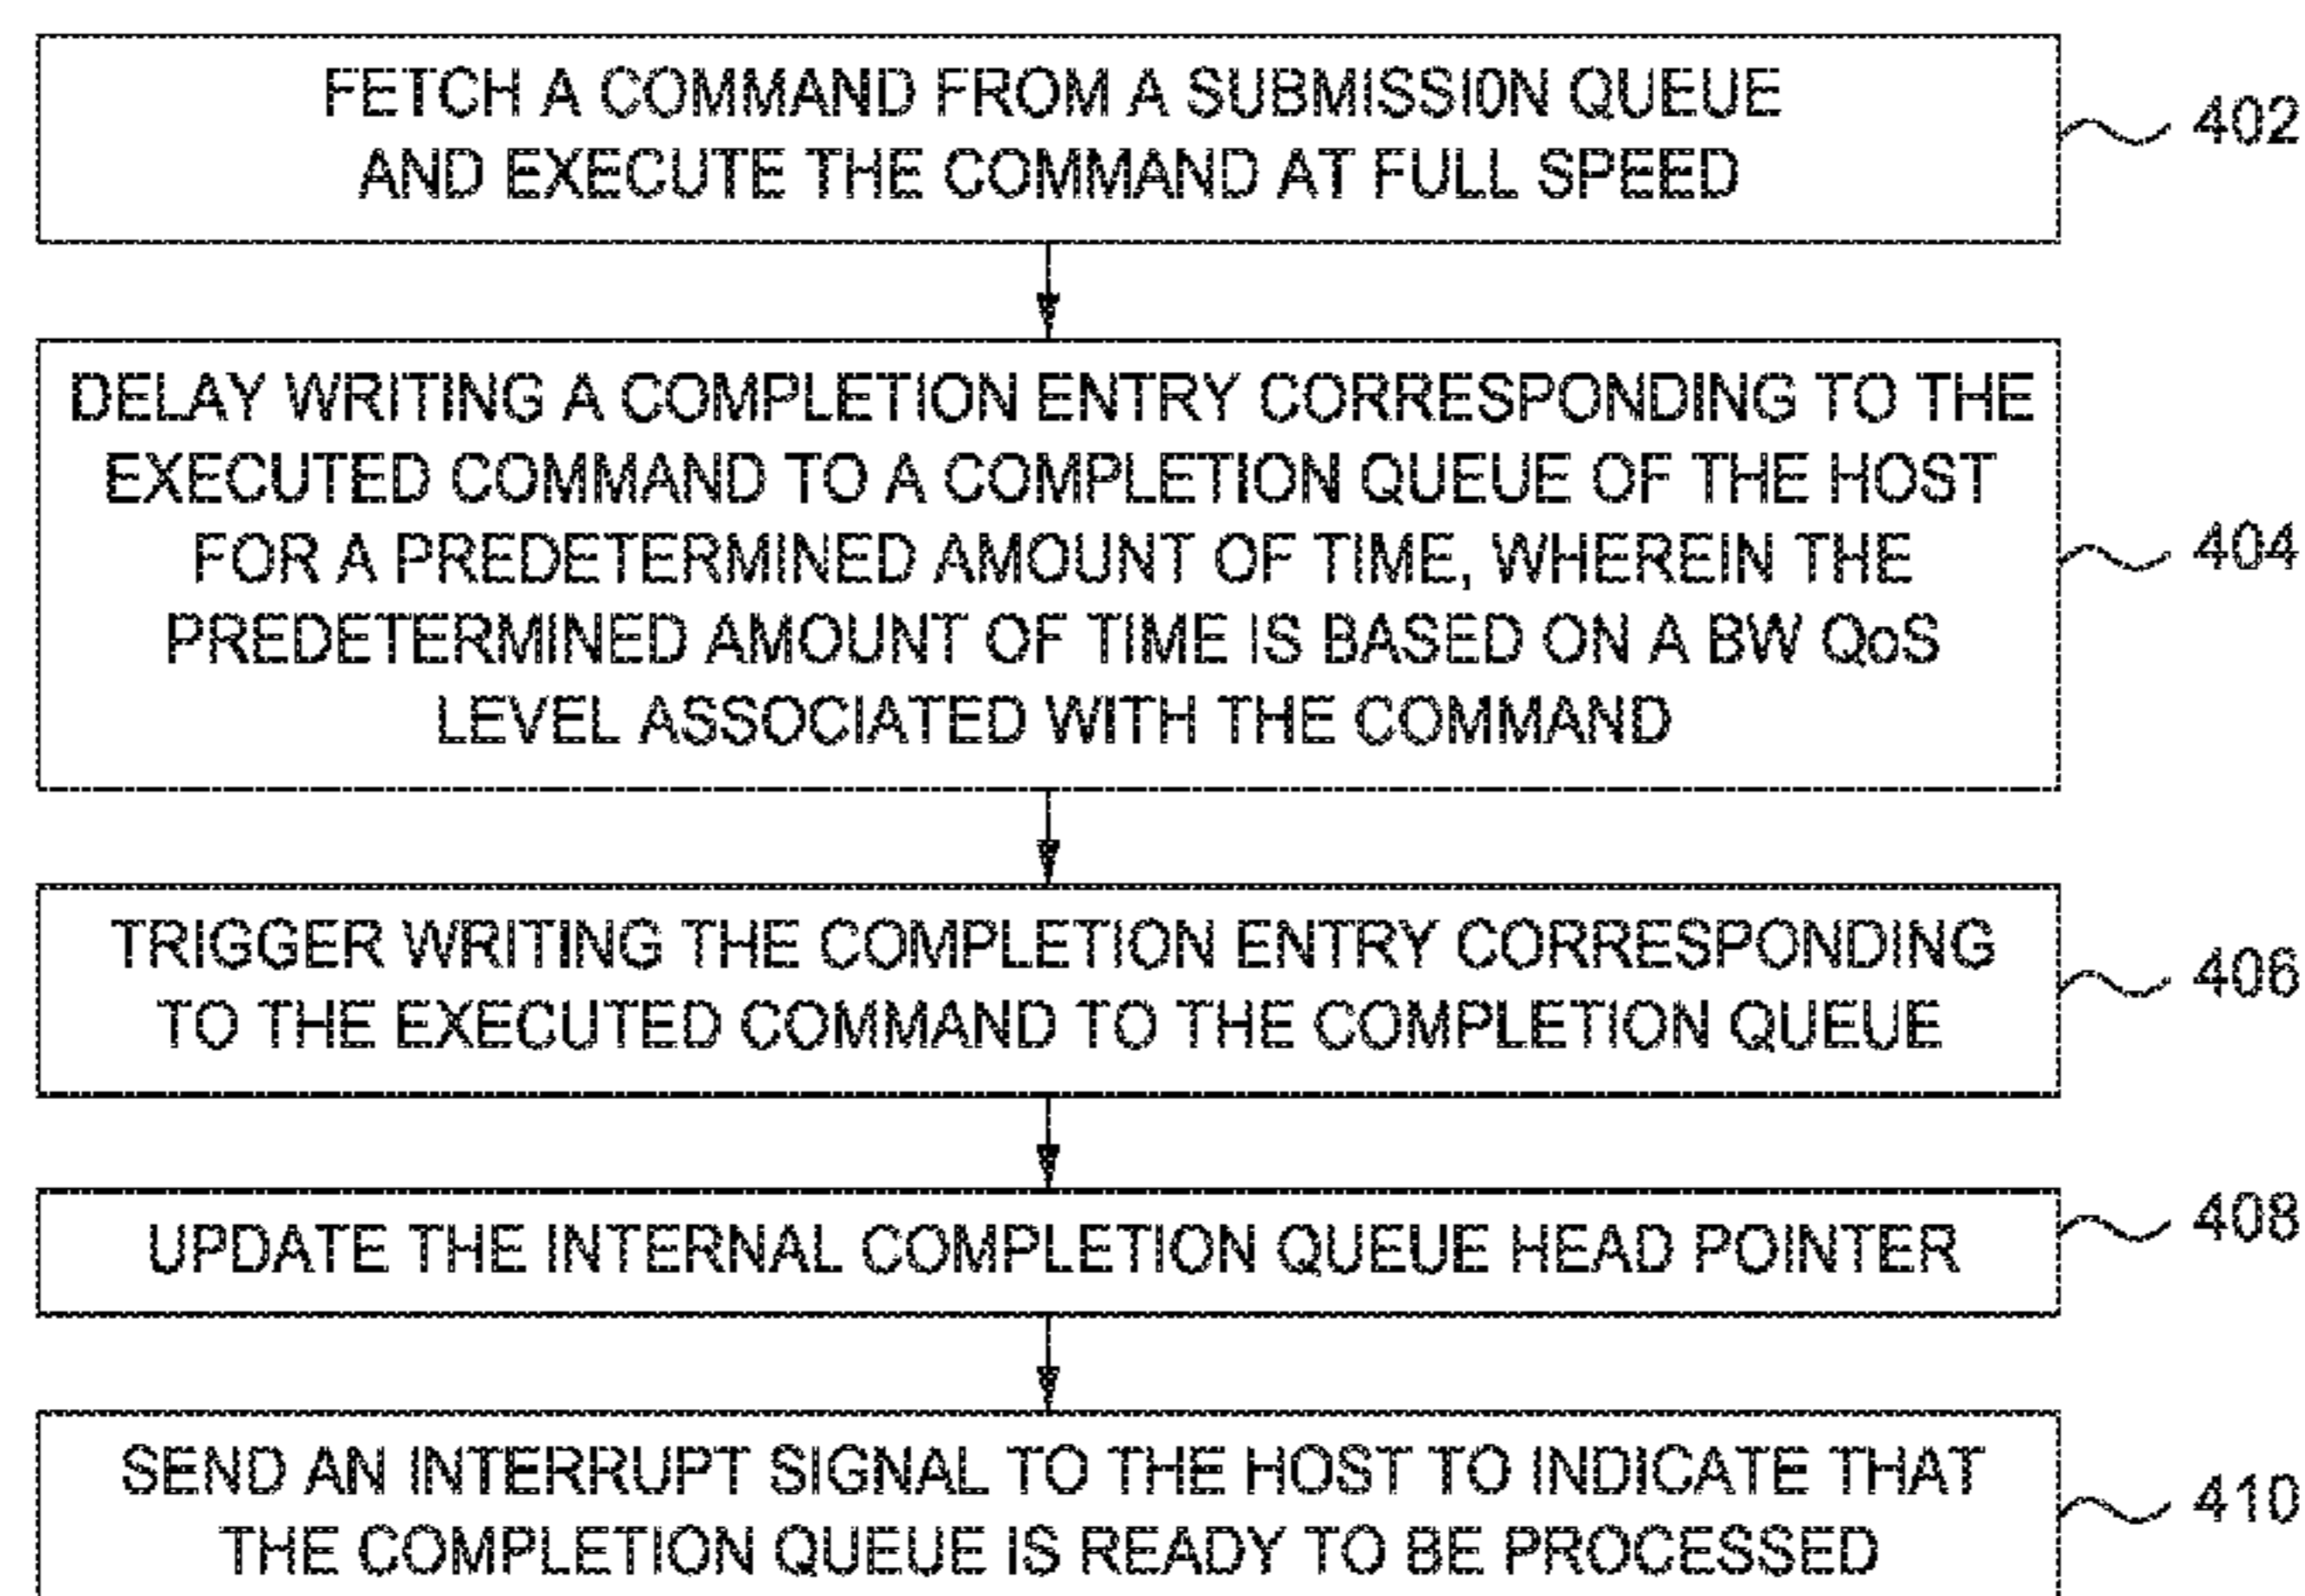 FETCH A COMMAND FROM A SUBMISSION QUEUE
AND EXECUTE THE COMMAND AT FULL SPEED
402
DELAY WRITING A COMPLETION ENTRY CORRESPONDING TO THE
EXECUTED COMMAND TO A COMPLETION QUEUE OF THE HOST
FOR A PREDETERMINED AMOUNT OF TIME, WHEREIN THE
PREDETERMINED AMOUNT OF TIME IS BASED ON A BW QoS
LEVEL ASSOCIATED WITH THE COMMAND
404
TRIGGER WRITING THE COMPLETION ENTRY CORRESPONDING
TO THE EXECUTED COMMAND TO THE COMPLETION QUEUE
406
UPDATE THE INTERNAL COMPLETION QUEUE HEAD POINTER
408
SEND AN INTERRUPT SIGNAL TO THE HOST TO INDICATE THAT
THE COMPLETION QUEUE IS READY TO BE PROCESSED
410